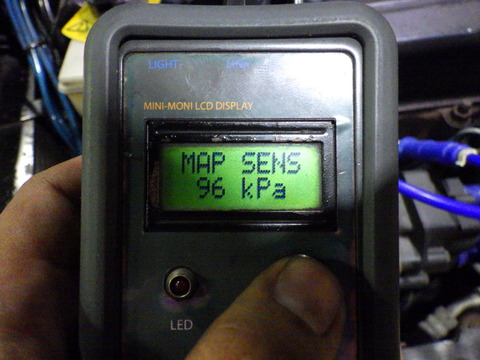 LIGHT
MINI-MONI LCD DISPLAY
MAP SENS
96 kPa
LED